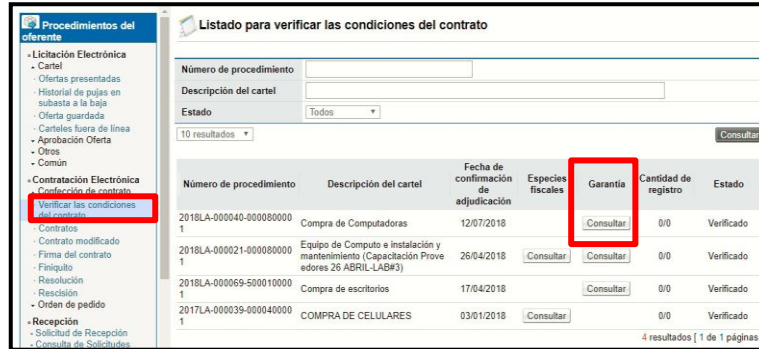 Procedimientos del
oferente
Licitación Electrónica
Cartel
Ofertas presentadas
Historial de pujas en
subasta a la baja
Oferta guardada
Carteles fuera de línea
Aprobación Oferta
Otros
Común
Contratación Electrónica
Confección de contrato
Verificar las condiciones
del contrato
Contratos
Contrato modificado
Firma del contrato
Finiquito
Resolución
Rescisión
Orden de pedido
Recepción
Solicitud de Recepción
Consulta de Solicitudes
Listado para verificar las condiciones del contrato
Número de procedimiento
Descripción del cartel
Estado Todos
10 resultados Consultar
Número de procedimiento Descripción del cartel Fecha de confirmación de adjudicación Especies fiscales Garantía Cantidad de registro Estado
2018LA-000040-000080000
1 Compra de Computadoras 12/07/2018 Consultar 0/0 Verificado
2018LA-000021-000080000
1 Equipo de Computo e instalación y
mantenimiento (Capacitación Prove
edores 26 ABRIL-LAB#3) 26/04/2018 Consultar Consultar 0/0 Verificado
2018LA-000069-500010000
1 Compra de escritorios 17/04/2018 Consultar 0/0 Verificado
2017LA-000039-000040000
1 COMPRA DE CELULARES 03/01/2018 Consultar 0/0 Verificado
4 resultados [ 1 de 1 páginas